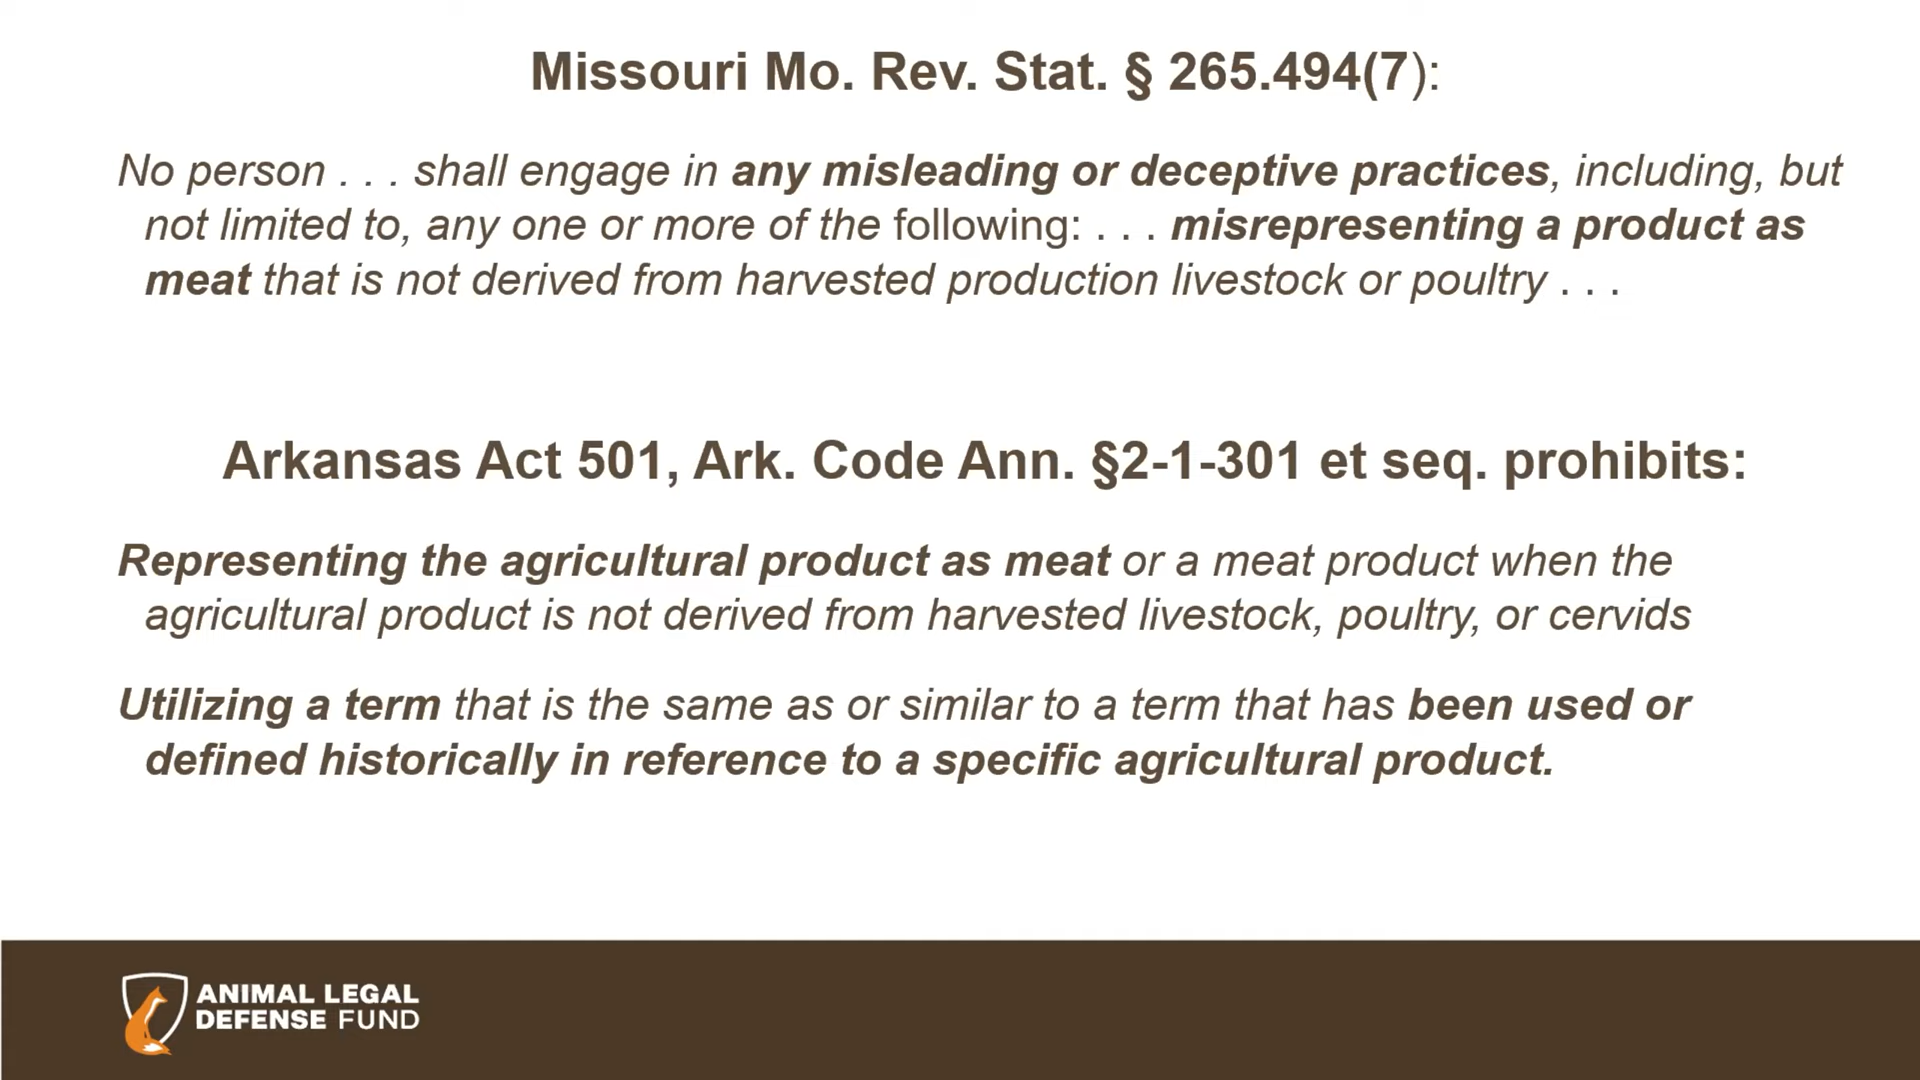 Missouri Mo. Rev. Stat. § 265.494(7):
No person . . . shall engage in any misleading or deceptive practices, including, but
not limited to, any one or more of the following: . . . misrepresenting a product as
meat that is not derived from harvested production livestock or poultry . . .
Arkansas Act 501, Ark. Code Ann. §2-1-301 et seq. prohibits:
Representing the agricultural product as meat or a meat product when the
agricultural product is not derived from harvested livestock, poultry, or cervids
Utilizing a term that is the same as or similar to a term that has been used or
defined historically in reference to a specific agricultural product.
ANIMAL LEGAL
DEFENSE FUND